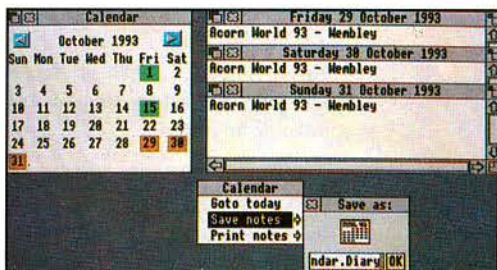 Calendar
October 1993
Sun Mon Tue Wed Thu Fri Sat
1 2
3 4 5 6 7 8 9
10 11 12 13 14 15 16
17 18 19 20 21 22 23
24 25 26 27 28 29 30
31
Friday 29 October 1993
Acorn World 93 - Wembley
Saturday 30 October 1993
Acorn World 93 - Wembley
Sunday 31 October 1993
Acorn World 93 - Wembley
Calendar
Goto today
Save notes
Print notes
Save as:
ndar.Diary OK